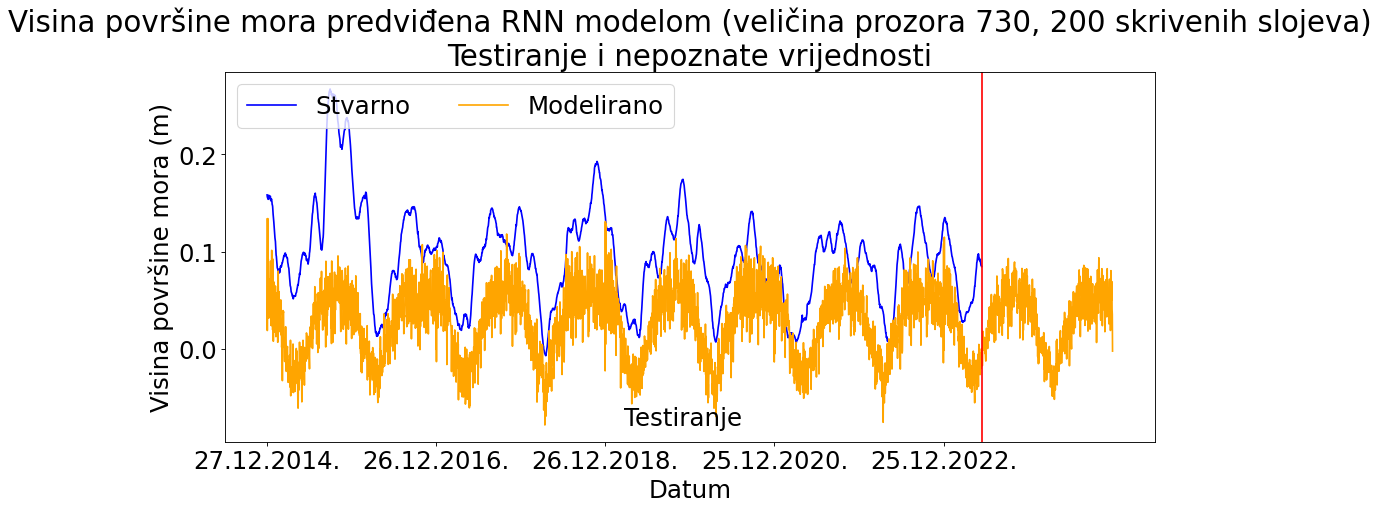 Visina površine mora predviđena RNN modelom (veličina prozora 730, 200 skrivenih slojeva)
Testiranje i nepoznate vrijednosti
Stvarno Modelirano
Visina površine mora (m)
0.2
0.1
0.0
Testiranje
27.12.2014. 26.12.2016. 26.12.2018. 25.12.2020. 25.12.2022.
Datum